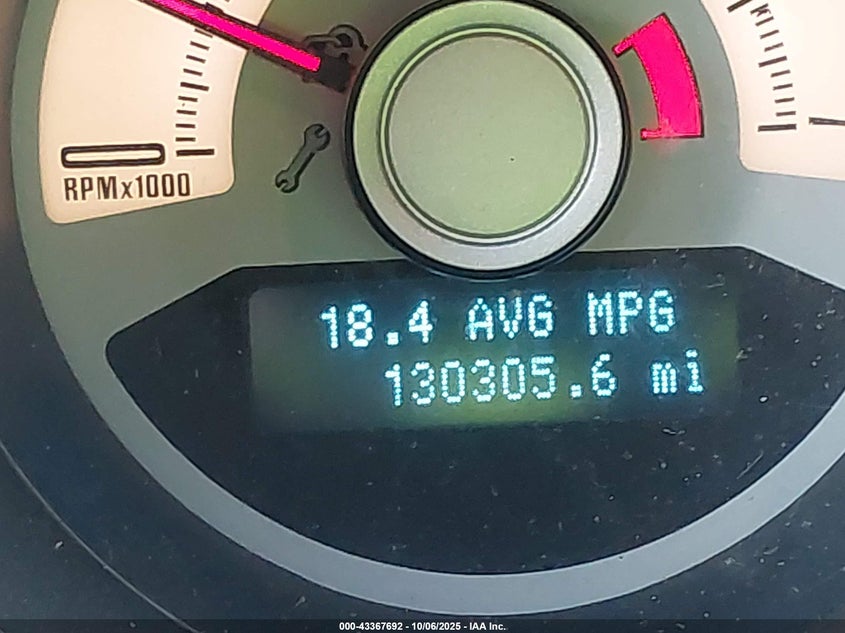 RPMx1000
18.4 AVG MPG
130305.6 mi
000-43367692 - 10/06/2025 - IAA Inc.